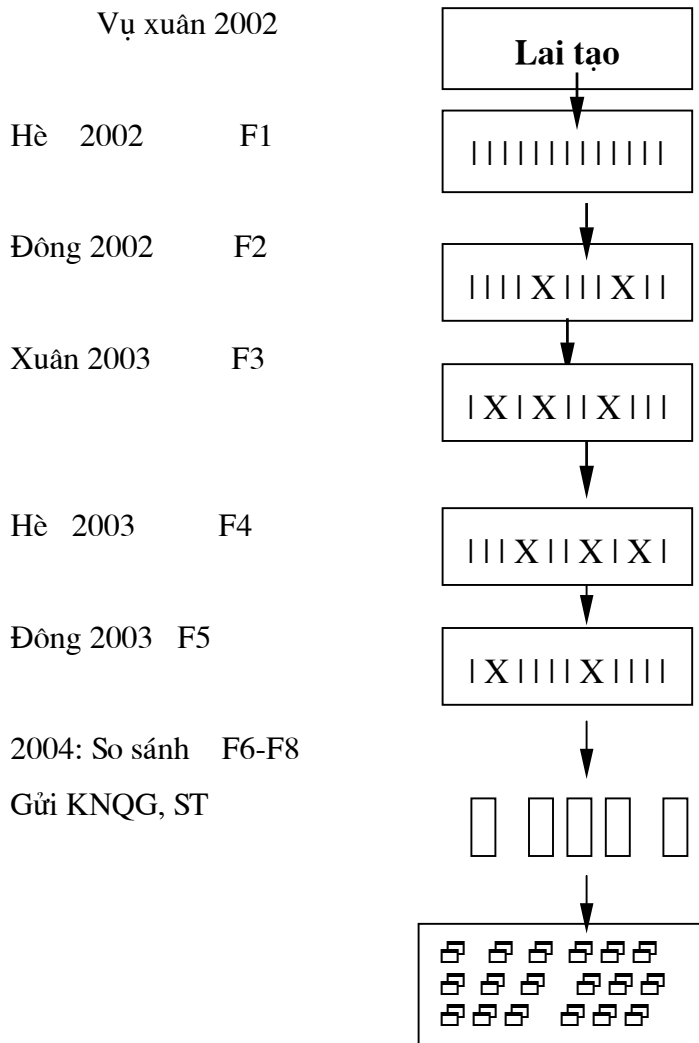 Vụ xuân 2002
Lai tạo
Hè 2002 F1
| | | | | | | | | | | | |
Đông 2002 F2
| | | | X | | | X | |
Xuân 2003 F3
| X | X | | X | | |
Hè 2003 F4
| | | X | | X | X |
Đông 2003 F5
| X | | | | X | | | |
2004: So sánh F6-F8
Gửi KNQG, ST